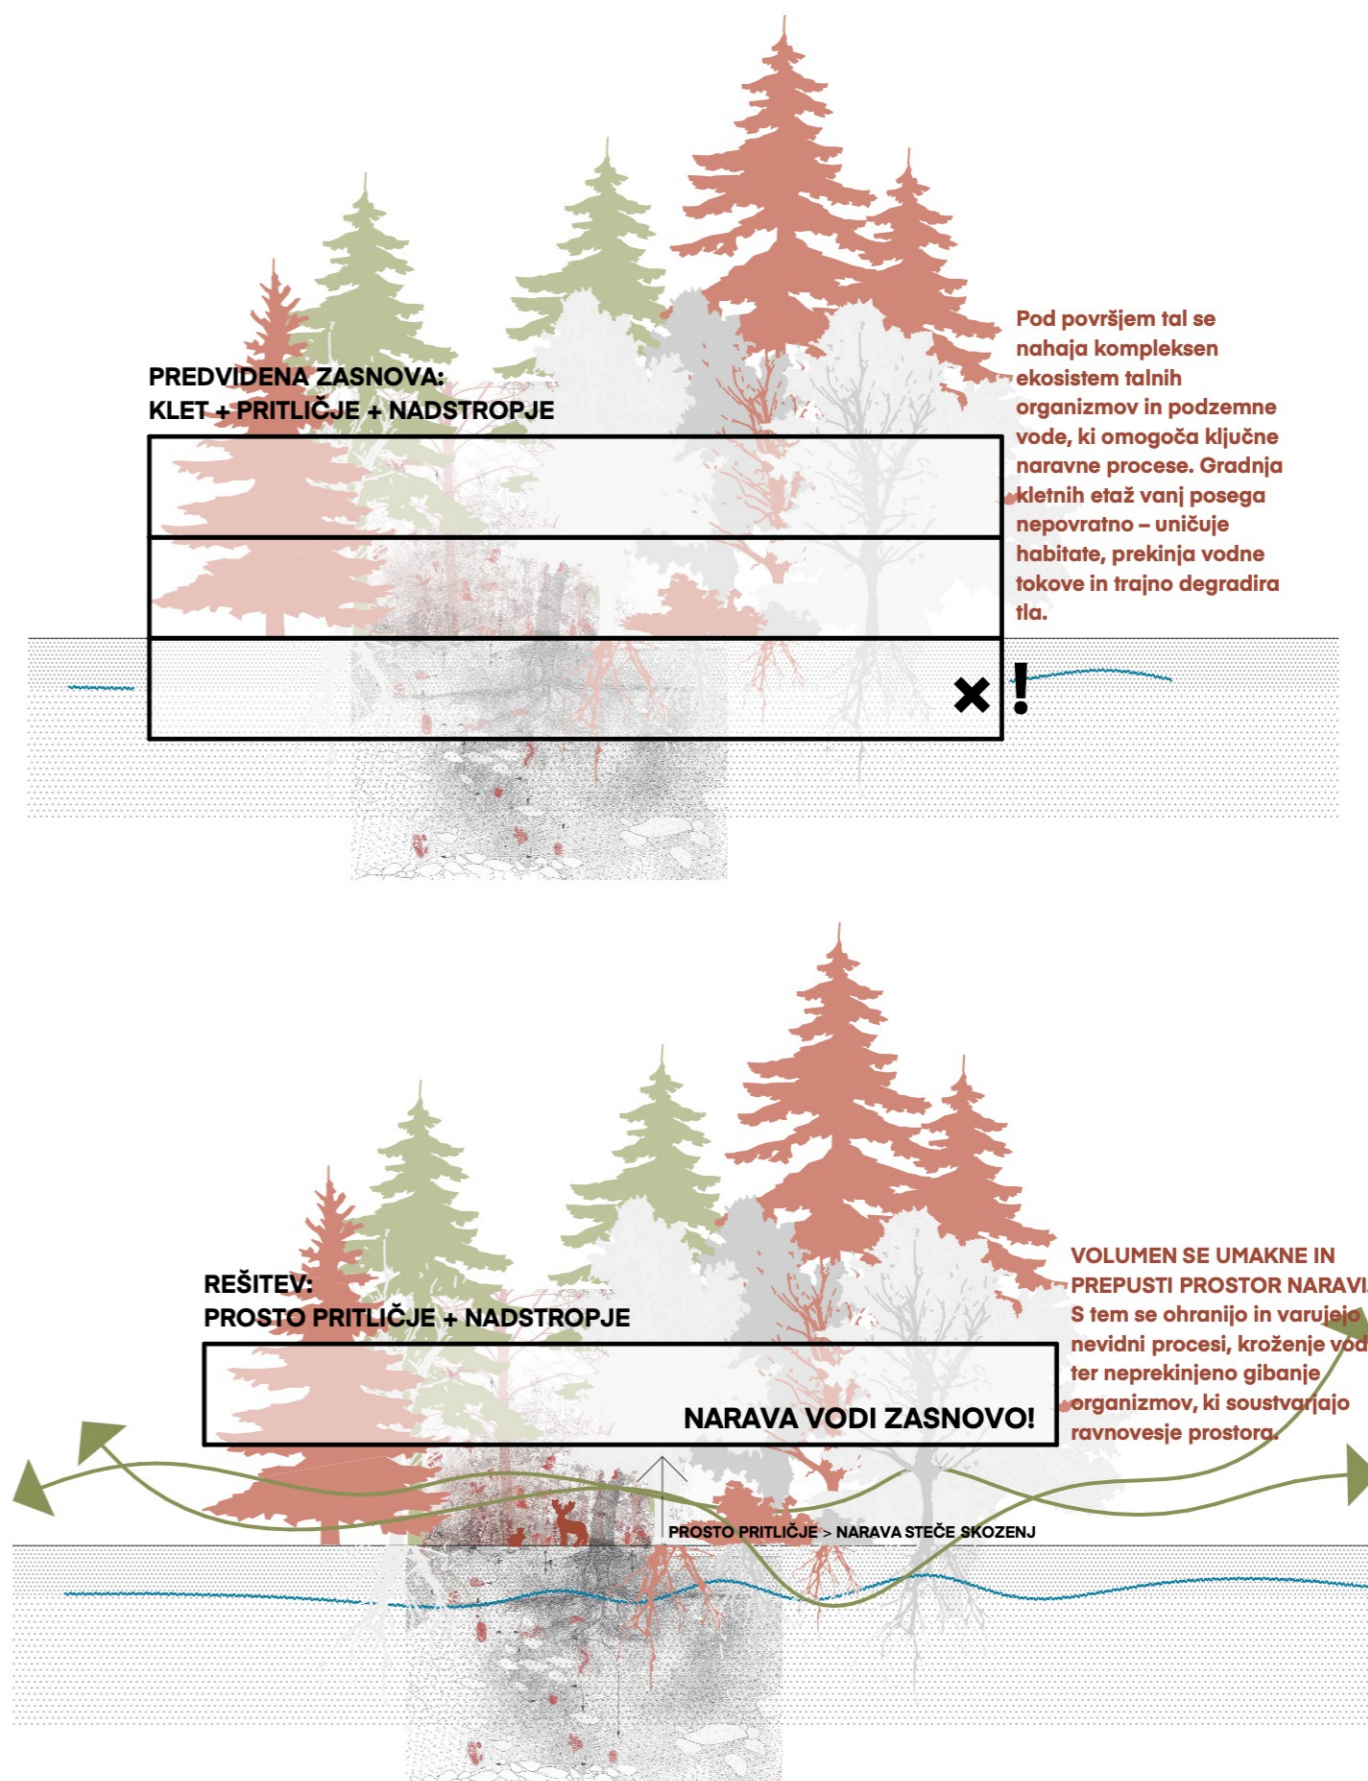 PREDVIDENA ZASNOVA:
KLET + PRITLIČJE + NADSTROPJE
Pod površjem tal se
nahaja kompleksen
ekosistem talnih
organizmov in podzemne
vode, ki omogoča ključne
naravne procese. Gradnja
kletnih etaž vanj posega
nepovratno – uničuje
habitate, prekinja vodne
tokove in trajno degradira
tla.
×!
REŠITEV:
PROSTO PRITLIČJE + NADSTROPJE
NARAVA VODI ZASNOVO!
VOLUMEN SE UMAKNE IN
PREPUSTI PROSTOR NARAVI.
S tem se ohranijo in varujejo
nevidni procesi, kroženje vod
ter neprekinjeno gibanje
organizmov, ki soustvarjajo
ravnovesje prostora.
PROSTO PRITLIČJE > NARAVA STEČE SKOZENJ